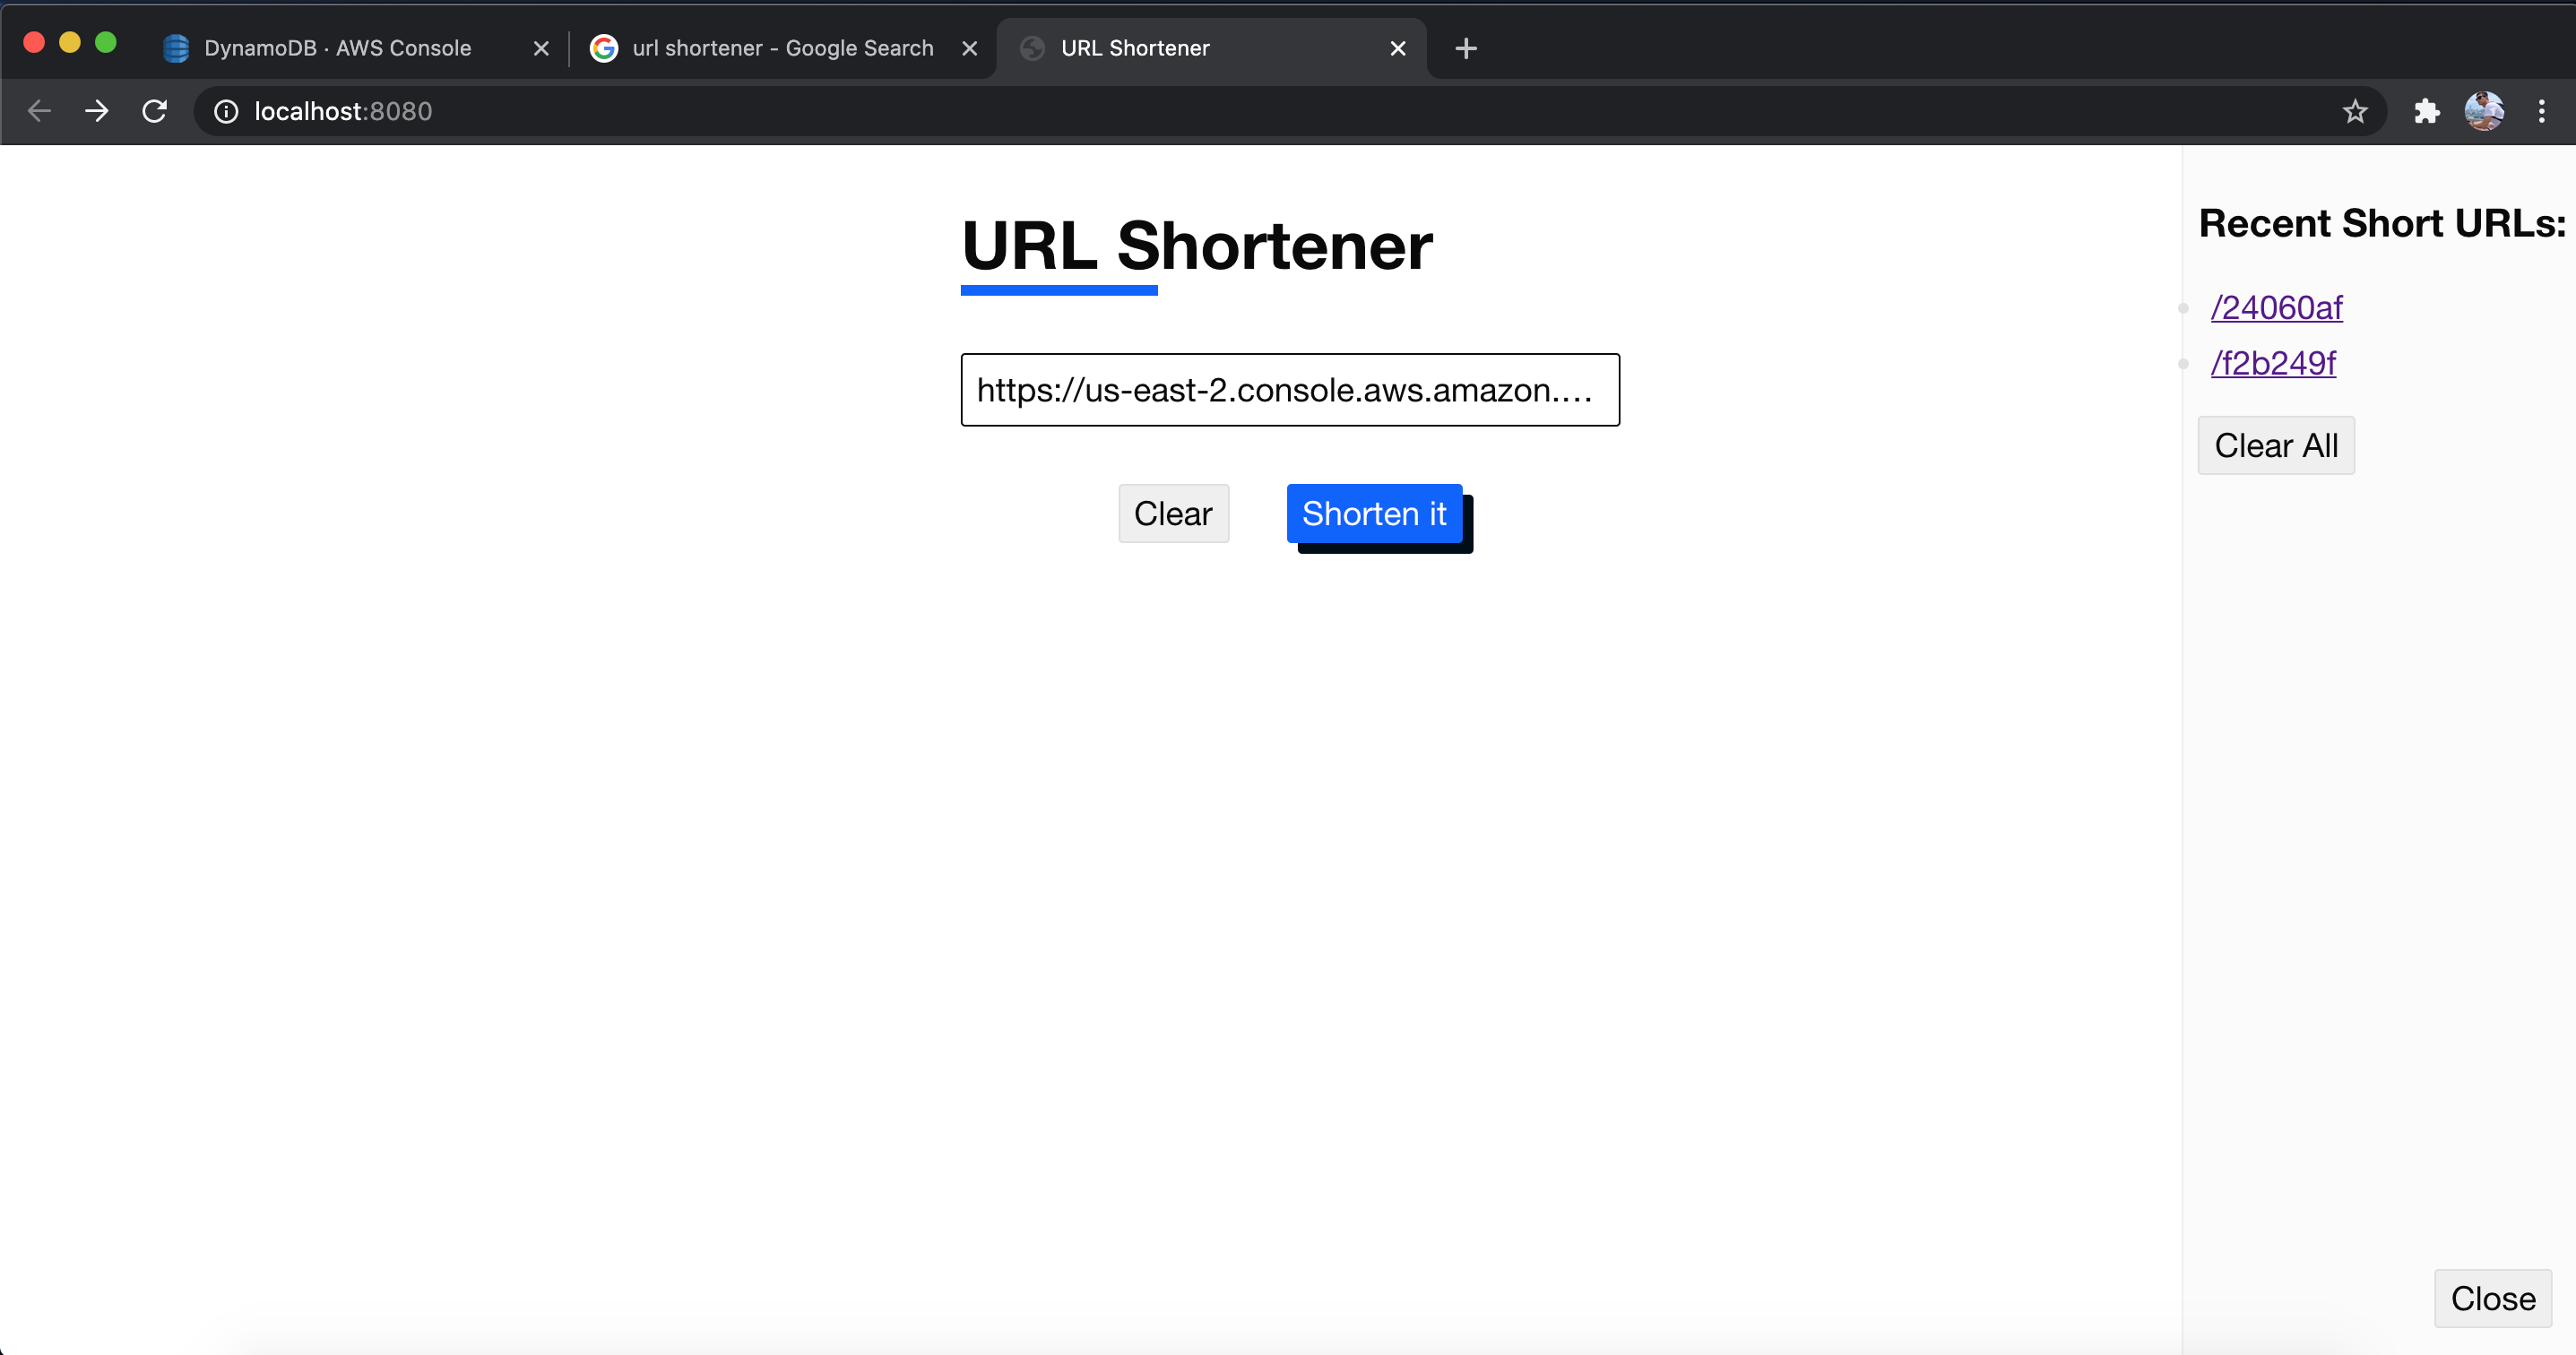 DynamoDB · AWS Console
url shortener - Google Search
URL Shortener
localhost:8080
URL Shortener
https://us-east-2.console.aws.amazon.…
Clear
Shorten it
Recent Short URLs:
/24060af
/f2b249f
Clear All
Close